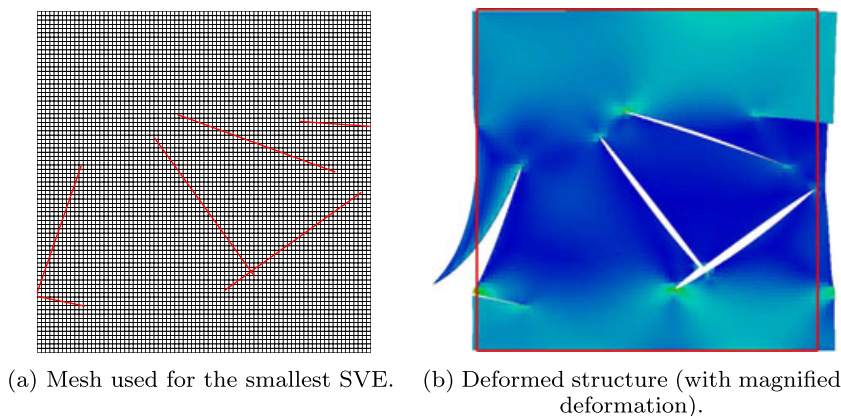 (a) Mesh used for the smallest SVE.
(b) Deformed structure (with magnified
deformation).